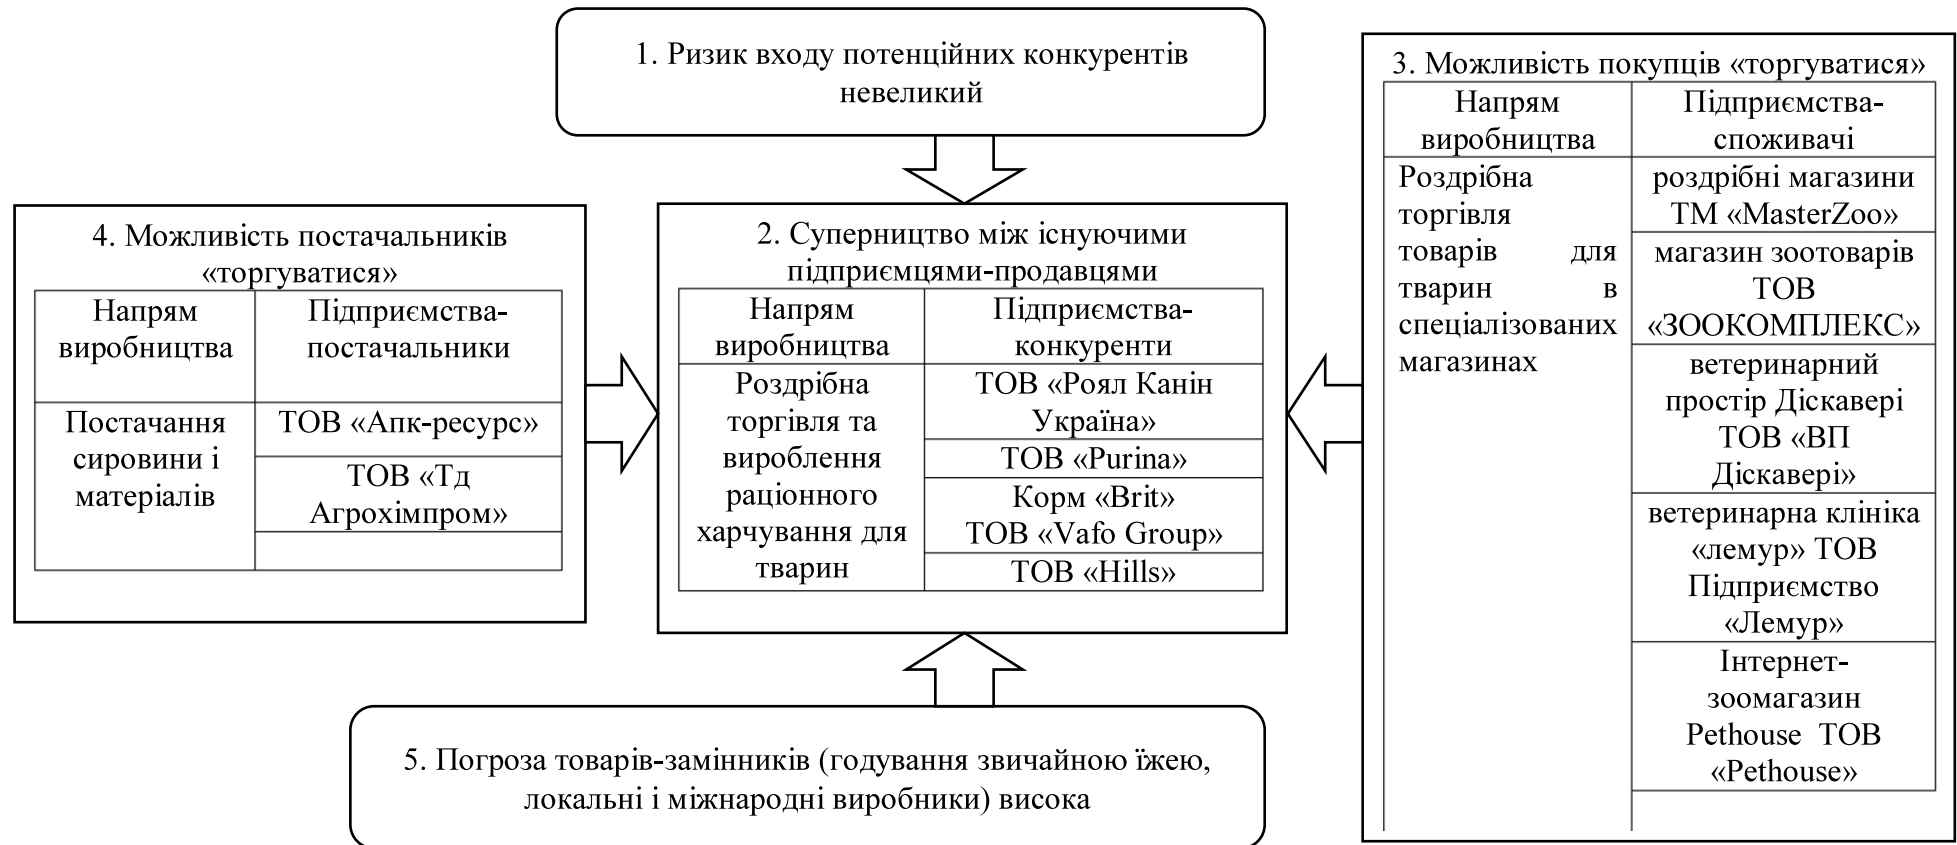 1. Ризик входу потенційних конкурентів
невеликий
4. Можливість постачальників
«торгуватися»
Напрям
виробництва
Підприємства-
постачальники
Постачання
сировини і
матеріалів
ТОВ «Апк-ресурс»
ТОВ «Тд
Агрохімпром»
2. Суперництво між існуючими
підприємцями-продавцями
Напрям
виробництва
Підприємства-
конкуренти
Роздрібна
торгівля та
вироблення
раціонного
харчування для
тварин
ТОВ «Роял Канін
Україна»
ТОВ «Purina»
Корм «Brit»
ТОВ «Vafo Group»
ТОВ «Hills»
3. Можливість покупців «торгуватися»
Напрям
виробництва
Підприємства-
споживачі
Роздрібна
торгівля
товарів для
тварин в
спеціалізованих
магазинах
роздрібні магазини
ТМ «MasterZoo»
магазин зоотоварів
ТОВ
«ЗООКОМПЛЕКС»
ветеринарний
простір Діскавері
ТОВ «ВП
Діскавері»
ветеринарна клініка
«лемур» ТОВ
Підприємство
«Лемур»
Інтернет-
зоомагазин
Pethouse ТОВ
«Pethouse»
5. Погроза товарів-замінників (годування звичайною їжею,
локальні і міжнародні виробники) висока